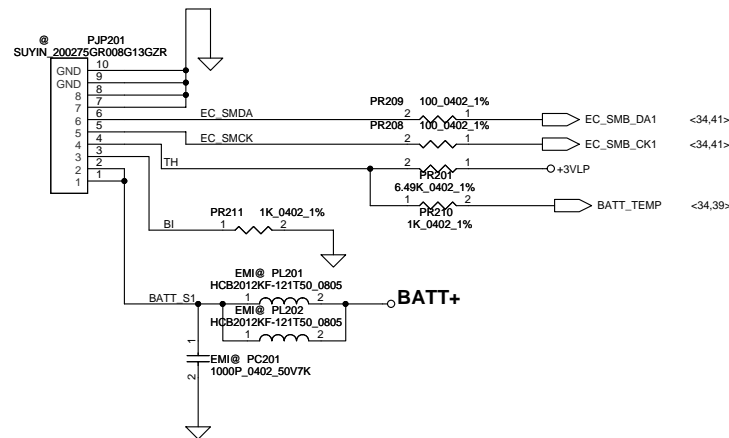 @ PJP201
SUYIN_200275GR008G13GZR
GND 10
GND 9
8 8
7 7
6 6 EC_SMDA
5 5 EC_SMCK
4 4 TH
3 3
2 2
1 1
PR209 100_0402_1%
2 1 EC_SMB_DA1 <34,41>
PR208 100_0402_1%
2 1 EC_SMB_CK1 <34,41>
2 1 +3VLP
PR201
6.49K_0402_1%
1 2 BATT_TEMP <34,39>
PR210
1K_0402_1%
BI
PR211 1K_0402_1%
1 2
EMI@ PL201
HCB2012KF-121T50_0805
BATT_S1 1 2 BATT+
EMI@ PL202
HCB2012KF-121T50_0805
1 2
1
EMI@ PC201
1000P_0402_50V7K
2